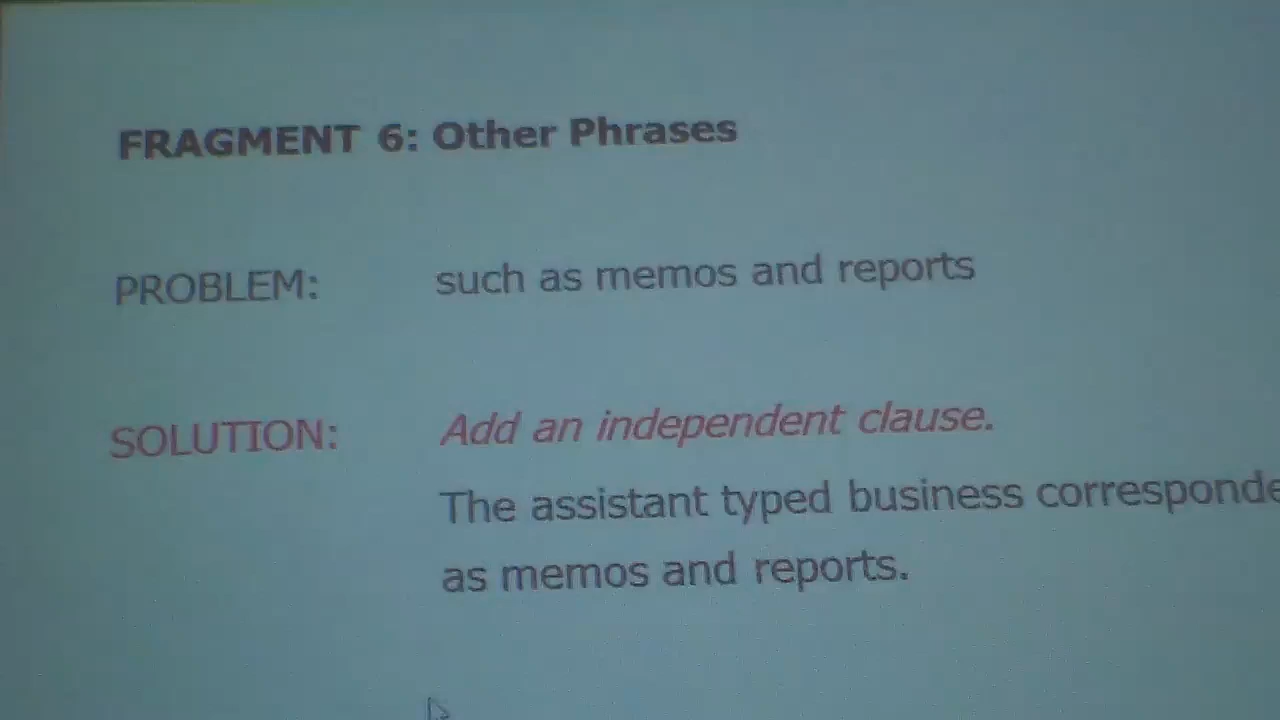 FRAGMENT 6: Other Phrases
PROBLEM: such as memos and reports
SOLUTION: Add an independent clause.
The assistant typed business
as memos and reports.